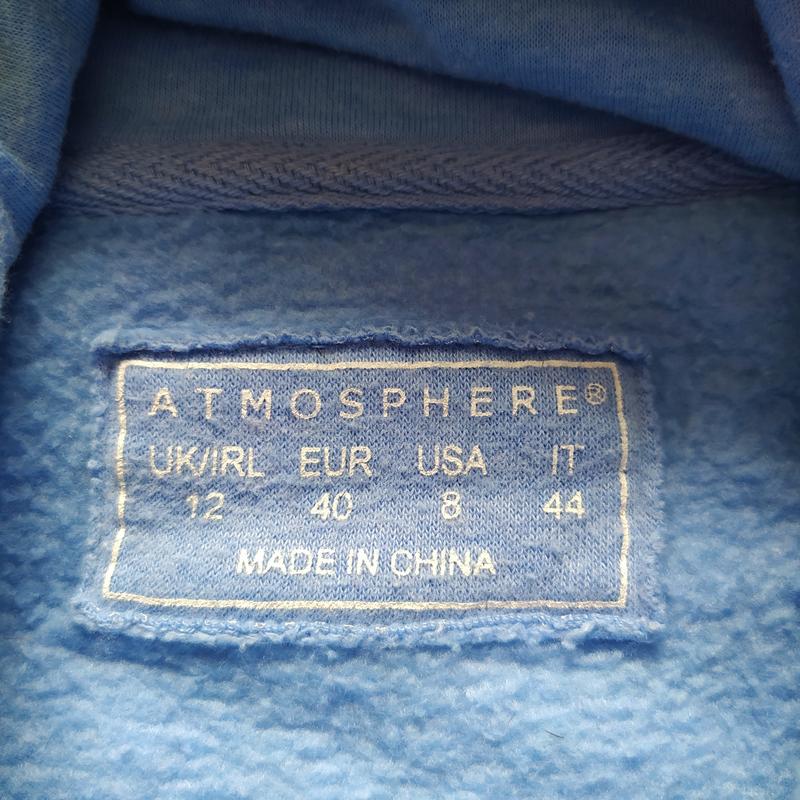 ATMOSPHERE®
UK/IRL EUR USA IT
12 40 8 44
MADE IN CHINA